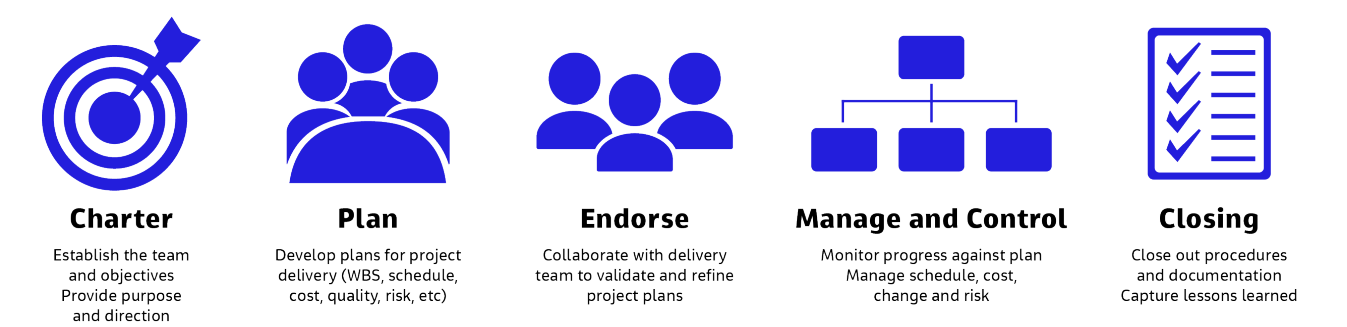 Charter
Establish the team
and objectives
Provide purpose
and direction
Plan
Develop plans for project
delivery (WBS, schedule,
cost, quality, risk, etc)
Endorse
Collaborate with delivery
team to validate and refine
project plans
Manage and Control
Monitor progress against plan
Manage schedule, cost,
change and risk
Closing
Close out procedures
and documentation
Capture lessons learned